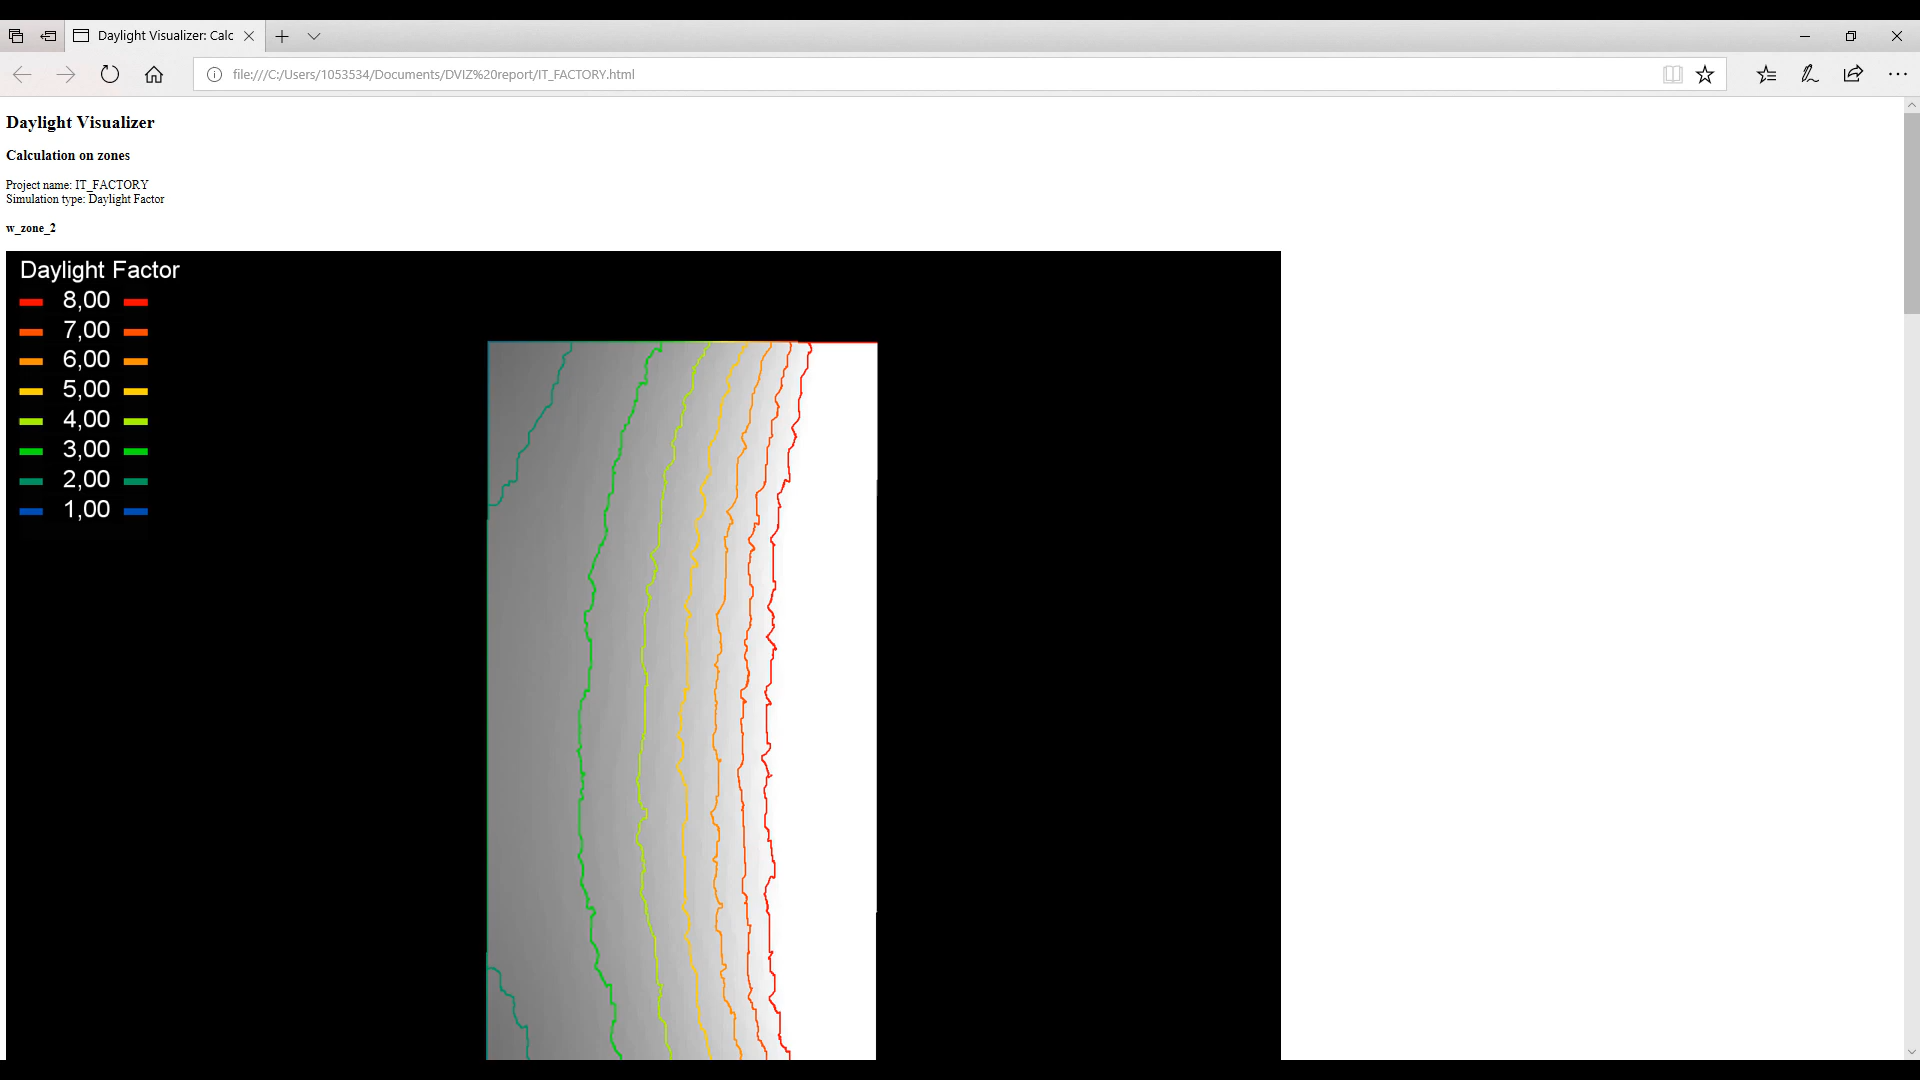 Daylight Visualizer: Calc
file:///C:/Users/1053534/Documents/DVIZ%20report/IT_FACTORY.html
Daylight Visualizer
Calculation on zones
Project name: IT_FACTORY
Simulation type: Daylight Factor
w_zone_2
Daylight Factor
8,00
7,00
6,00
5,00
4,00
3,00
2,00
1,00